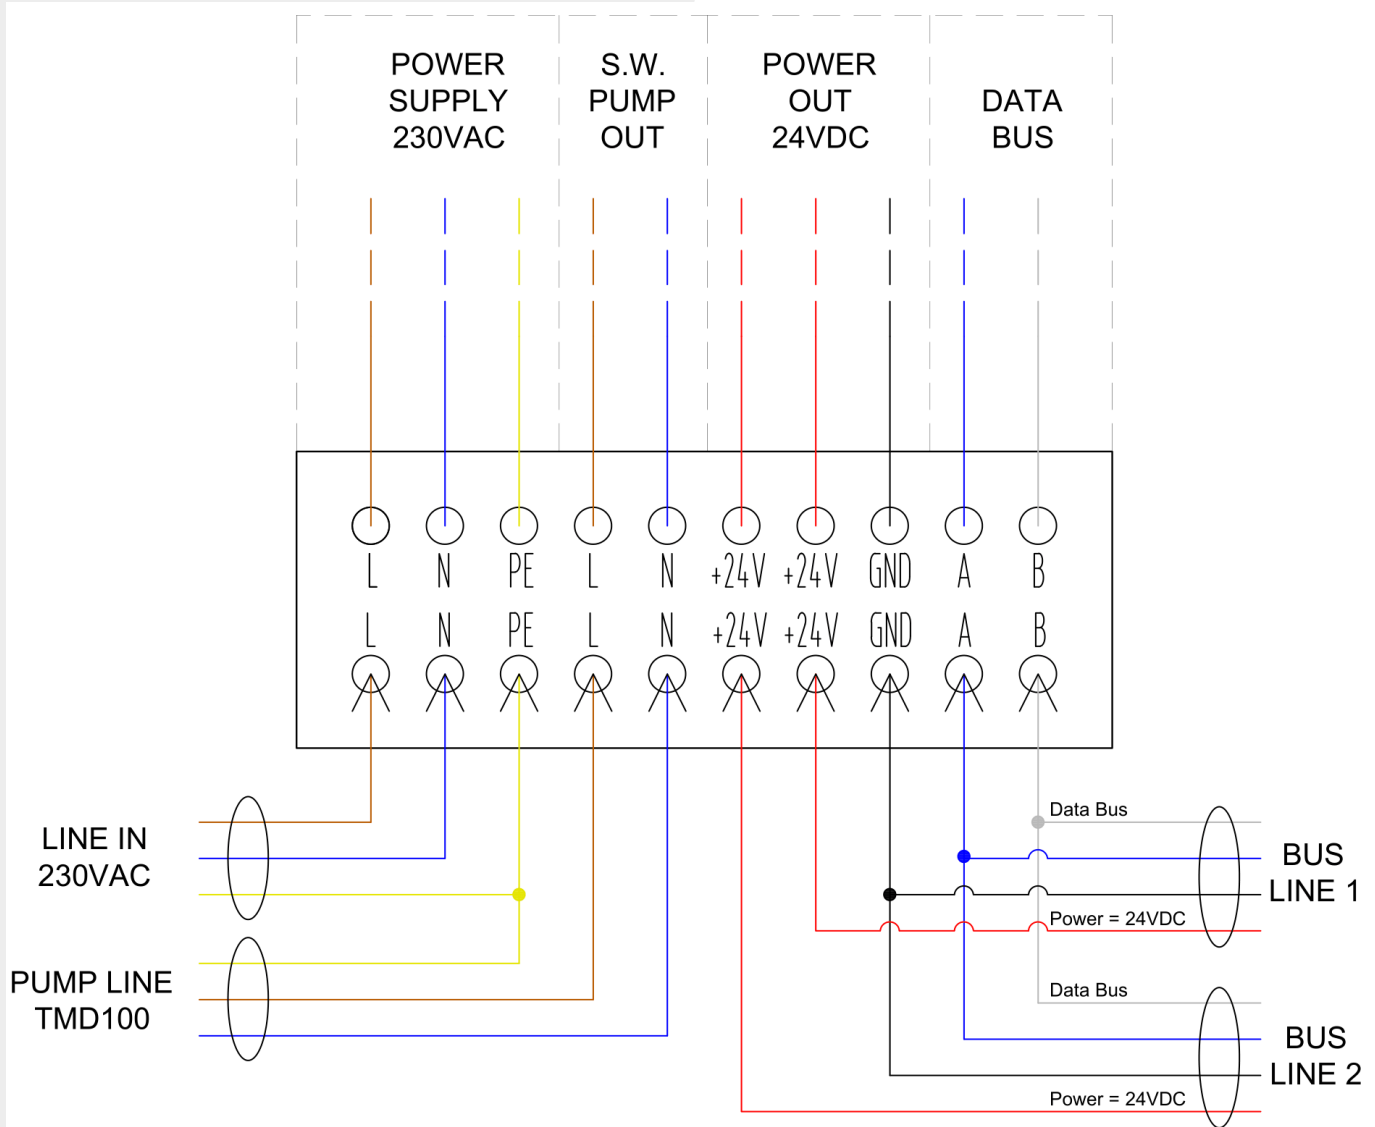 POWER
SUPPLY
230VAC
S.W.
PUMP
OUT
POWER
OUT
24VDC
DATA
BUS
L N PE L N +24V +24V GND A B
L N PE L N +24V +24V GND A B
LINE IN
230VAC
PUMP LINE
TMD100
Data Bus
Power = 24VDC
BUS
LINE 1
Data Bus
Power = 24VDC
BUS
LINE 2